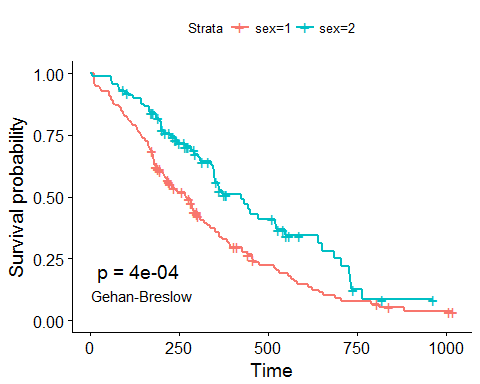 Strata sex=1 sex=2
Survival probability
1.00
0.75
0.50
0.25
0.00
p = 4e-04
Gehan-Breslow
0 250 500 750 1000
Time